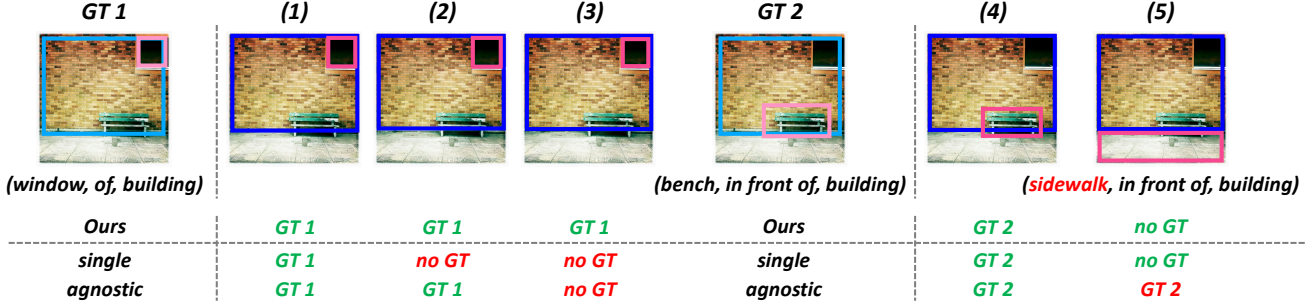 GT 1 (1) (2) (3) GT 2 (4) (5)
(window, of, building) (bench, in front of, building) (sidewalk, in front of, building)
Ours GT 1 GT 1 GT 1 Ours GT 2 no GT
single GT 1 no GT no GT single GT 2 no GT
agnostic GT 1 GT 1 no GT agnostic GT 2 GT 2